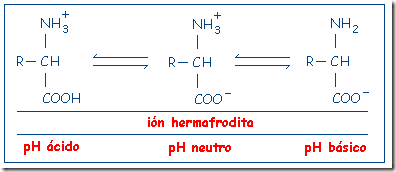 NH3+ NH3+ NH2
R–CH R–CH R–CH
COOH COO– COO–
ión hermafrodita
pH ácido pH neutro pH básico